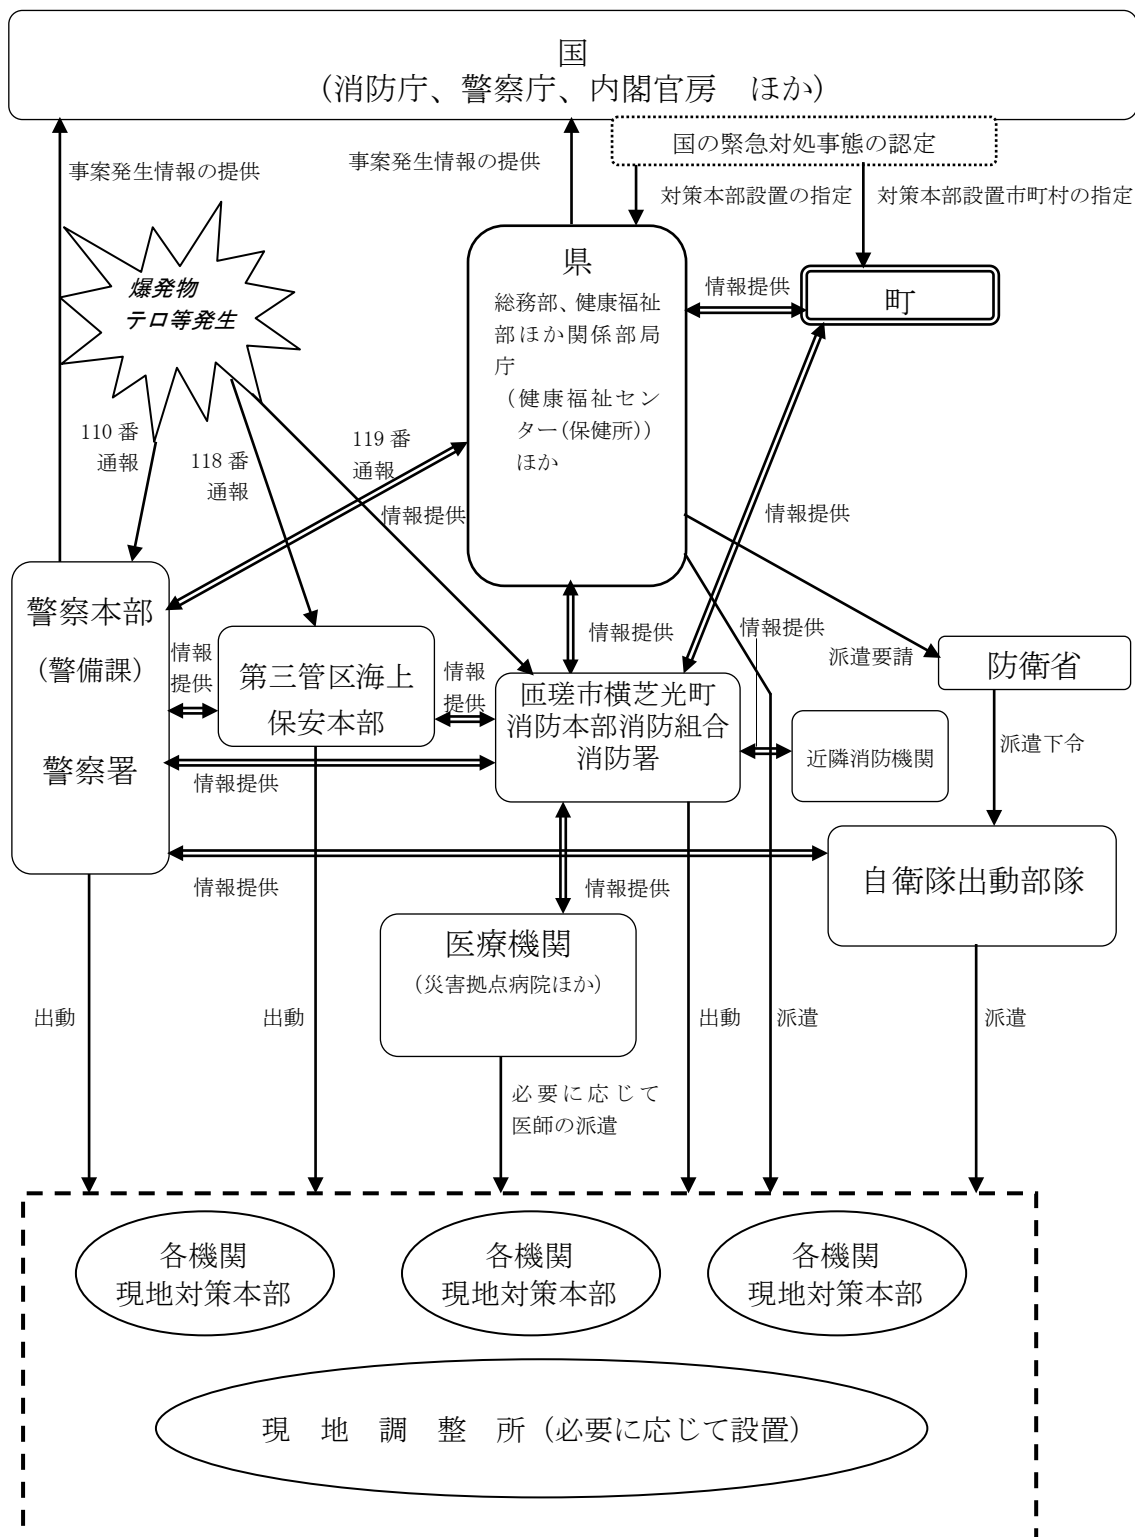 国
(消防庁、警察庁、内閣官房　ほか)
国の緊急対処事態の認定
事案発生情報の提供
事案発生情報の提供
対策本部設置の指定
対策本部設置市町村の指定
爆発物
テロ等発生
県
総務部、健康福祉
部ほか関係部局
庁
（健康福祉セン
ター(保健所)）
ほか
情報提供
町
110 番
通報
118 番
通報
119 番
通報
情報提供
情報提供
警察本部
(警備課)
警察署
情報
提供
第三管区海上
保安本部
情報
提供
情報提供
情報提供
匝瑳市横芝光町
消防本部消防組合
消防署
派遣要請
防衛省
近隣消防機関
派遣下令
情報提供
情報提供
情報提供
自衛隊出動部隊
医療機関
（災害拠点病院ほか）
出動
出動
出動
派遣
派遣
必要に応じて
医師の派遣
各機関
現地対策本部
各機関
現地対策本部
各機関
現地対策本部
現　地　調　整　所（必要に応じて設置）